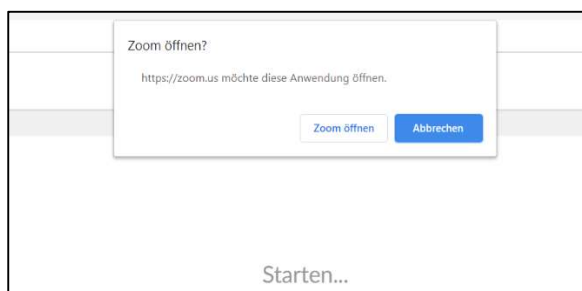 Zoom öffnen?
https://zoom.us möchte diese Anwendung öffnen.
Zoom öffnen Abbrechen
Starten...